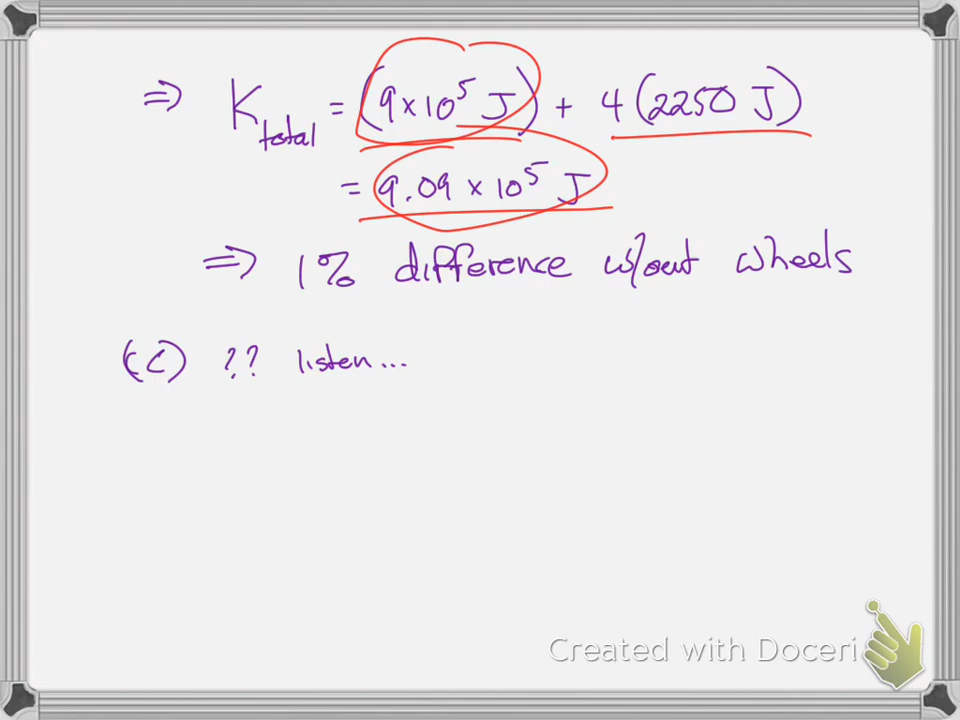 ⇒ K_total = (9 × 10⁵ J) + 4 (2250 J)
= 9.09 × 10⁵ J
⇒ 1% difference w/out wheels
(c) ?? listen...
Created with Doceri